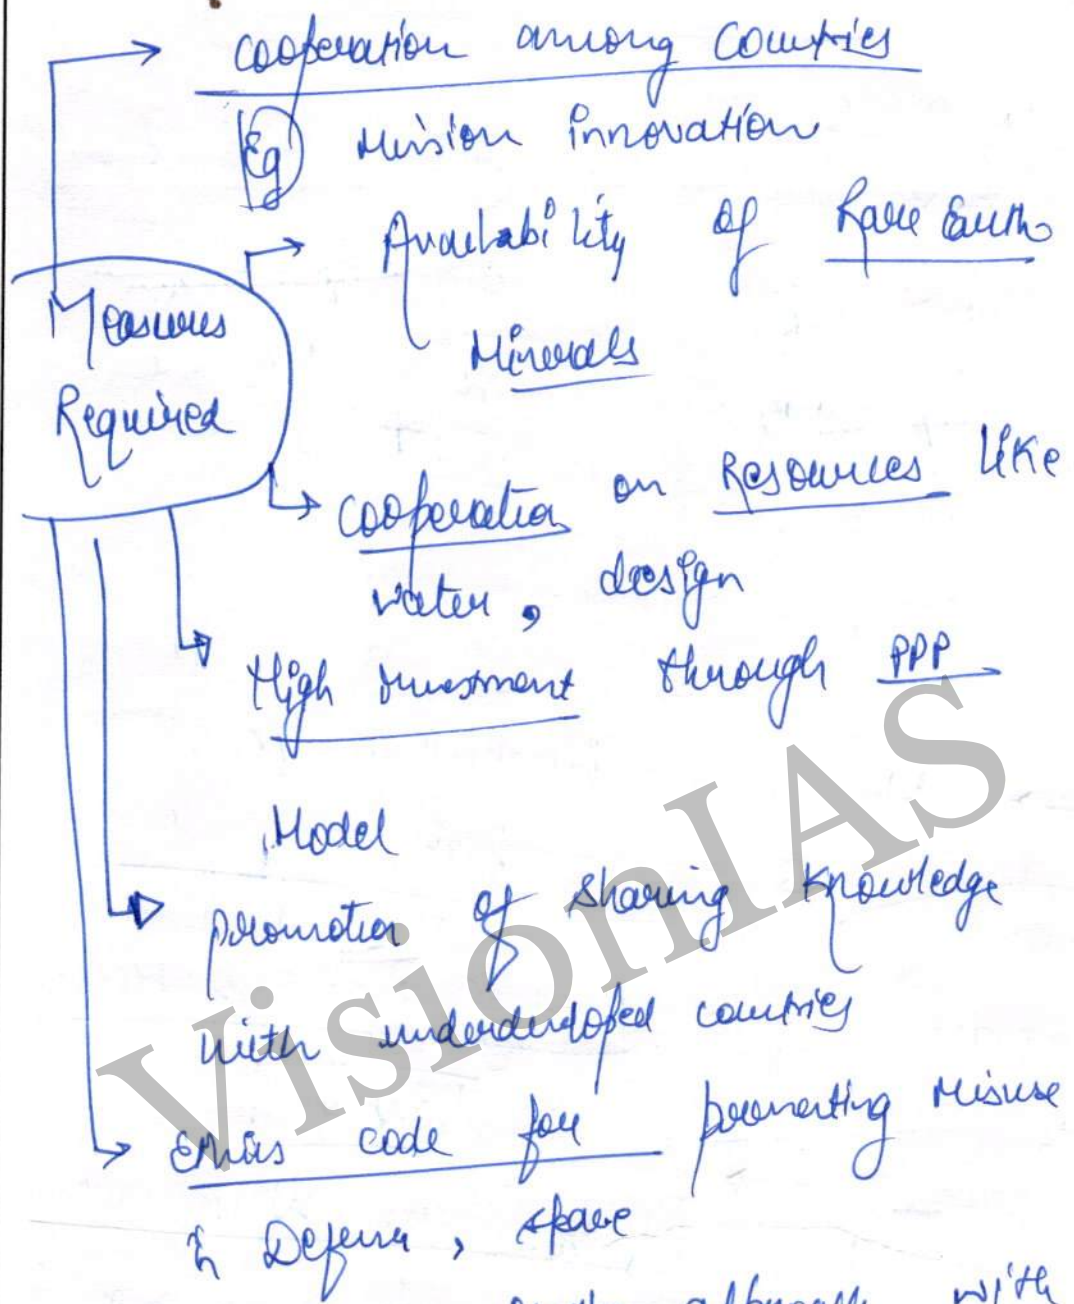 Cooperation among Countries
Eg Mission innovation
Availability of Rare Earth
Minerals
Measures
Required
Cooperation on Resources like
water, design
High investment through PPP
Model
promotion of sharing knowledge
with underdeveloped countries
Ethics code for preventing Misuse
in Defence, space
with
VisionIAS